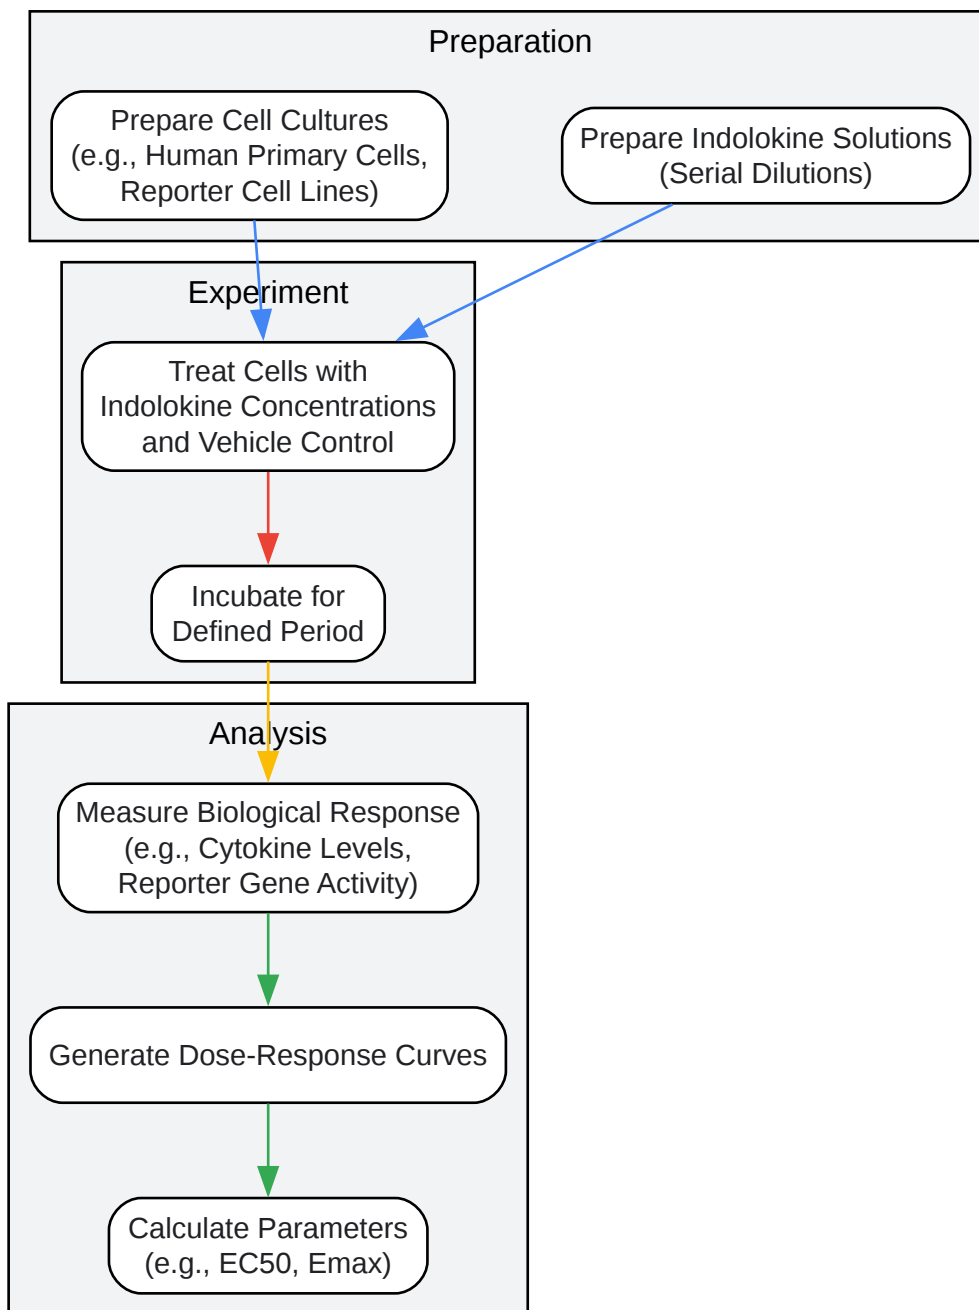 Preparation
Prepare Cell Cultures
(e.g., Human Primary Cells,
Reporter Cell Lines)
Prepare Indolokine Solutions
(Serial Dilutions)
Experiment
Treat Cells with
Indolokine Concentrations
and Vehicle Control
Incubate for
Defined Period
Analysis
Measure Biological Response
(e.g., Cytokine Levels,
Reporter Gene Activity)
Generate Dose-Response Curves
Calculate Parameters
(e.g., EC50, Emax)